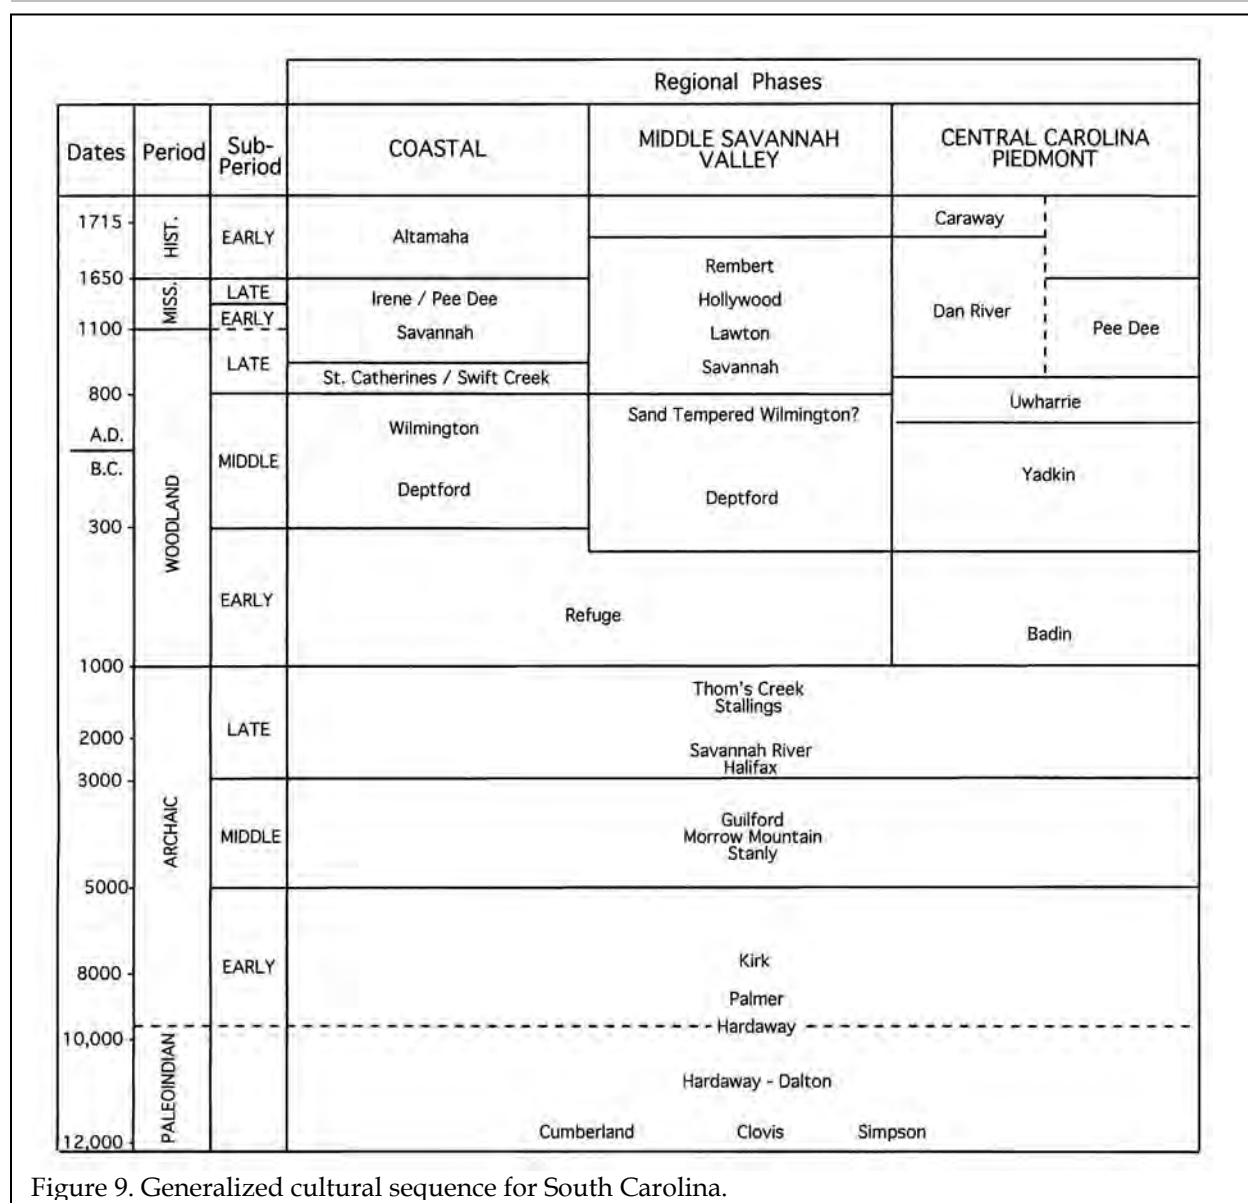 Regional Phases
Dates Period Sub-Period COASTAL MIDDLE SAVANNAH VALLEY CENTRAL CAROLINA PIEDMONT
1715 HIST. EARLY Altamaha Caraway
1650 MISS. LATE Irene / Pee Dee Rembert
EARLY Hollywood Dan River
1100 Savannah Lawton Pee Dee
LATE Savannah
St. Catherines / Swift Creek
800 Uwharrie
Sand Tempered Wilmington?
A.D. Wilmington
B.C. WOODLAND MIDDLE Yadkin
Deptford Deptford
300
EARLY Refuge Badin
1000
Thom's Creek
Stallings
LATE
2000 Savannah River
Halifax
3000
ARCHAIC MIDDLE Guilford
Morrow Mountain
Stanly
5000
8000 EARLY Kirk
Palmer
Hardaway
10,000
PALEOINDIAN Hardaway - Dalton
12,000 Cumberland Clovis Simpson
Figure 9. Generalized cultural sequence for South Carolina.